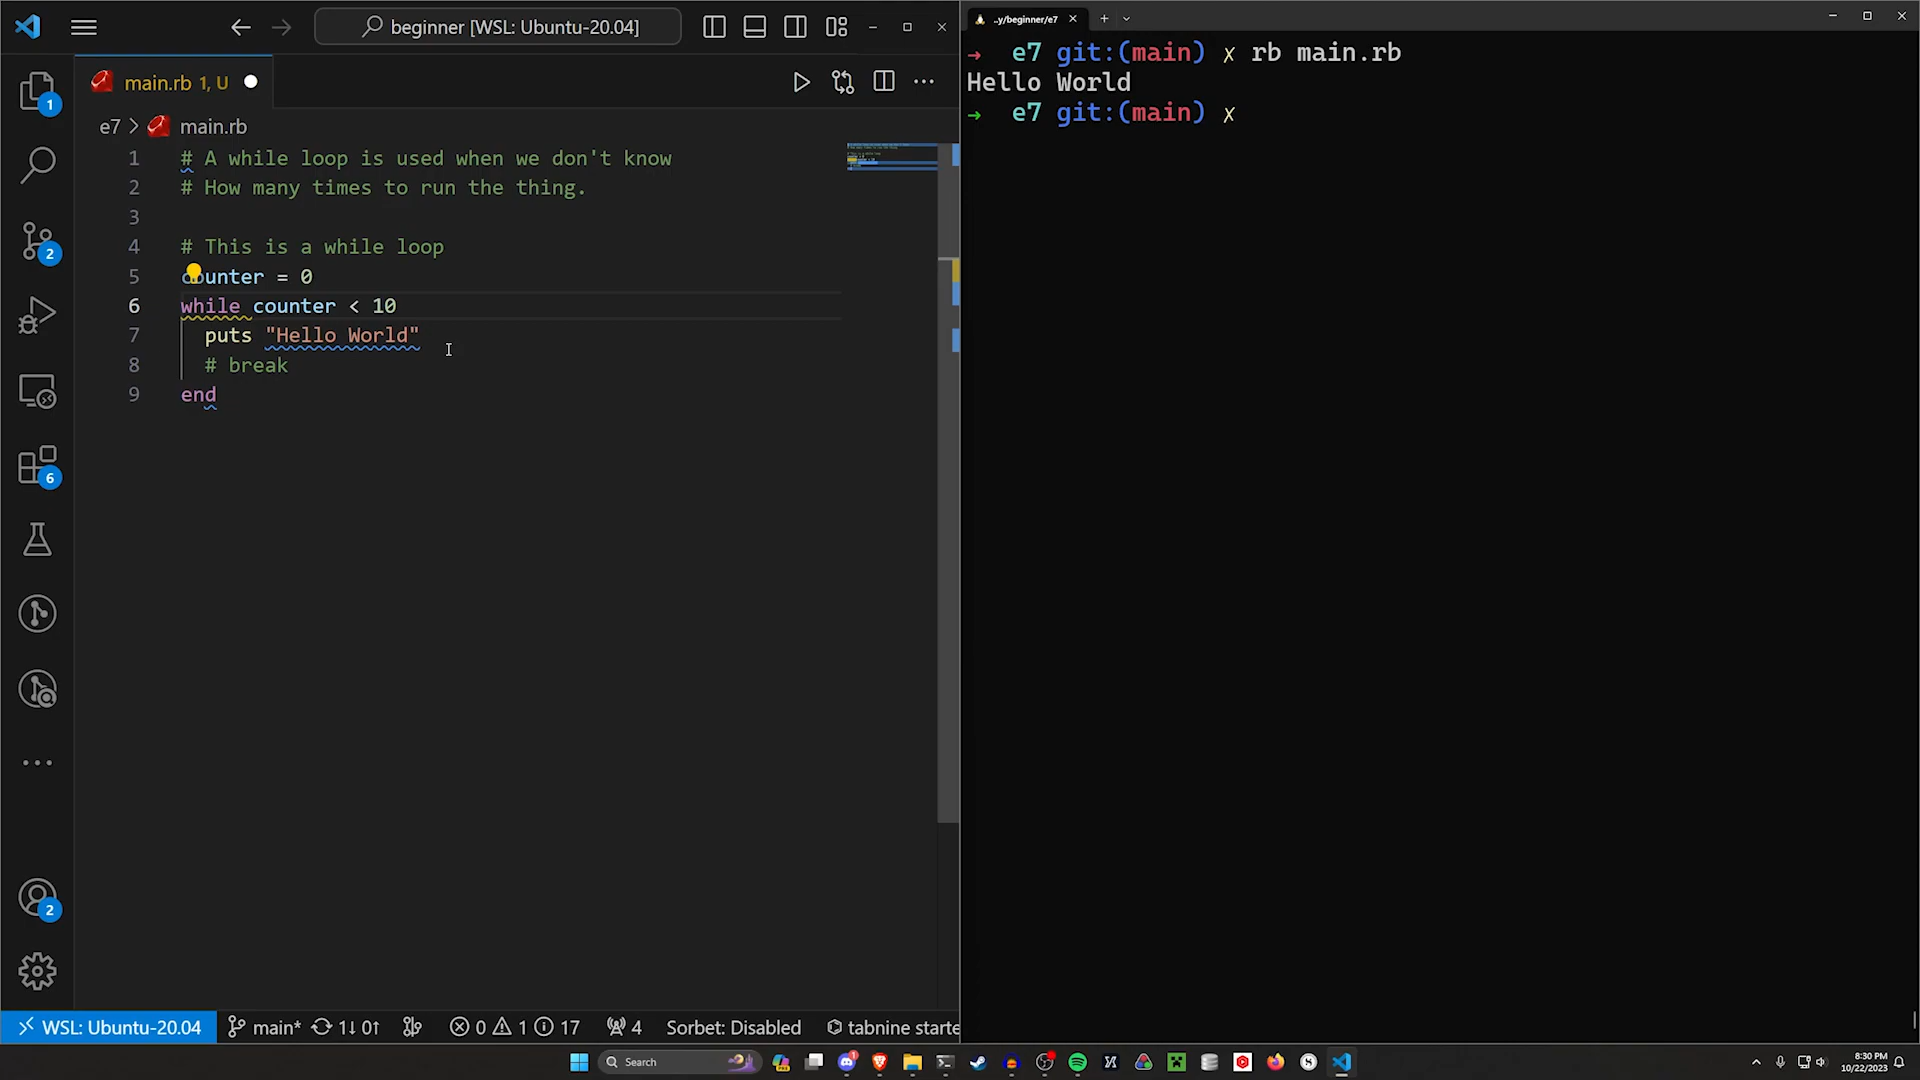 beginner [WSL: Ubuntu-20.04]
main.rb 1, U
e7 > main.rb
1 # A while loop is used when we don't know
2 # How many times to run the thing.
3
4 # This is a while loop
5 counter = 0
6 while counter < 10
7 puts "Hello World"
8 # break
9 end
1
2
6
2
WSL: Ubuntu-20.04 main* 1↓ 0↑ 0 1 17 4 Sorbet: Disabled tabnine starte
..y/beginner/e7
→ e7 git:(main) ✗ rb main.rb
Hello World
→ e7 git:(main) ✗
Search
8:30 PM
10/22/2023